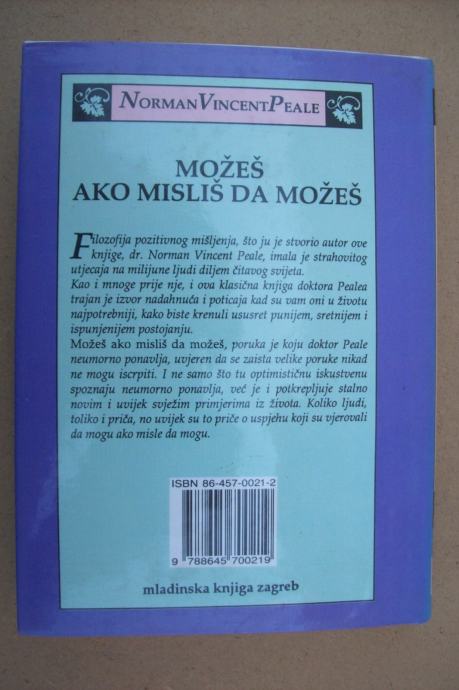 NORMAN VINCENT PEALE
MOŽEŠ
AKO MISLIŠ DA MOŽEŠ
Filozofija pozitivnog mišljenja, što ju je stvorio autor ove
knjige, dr. Norman Vincent Peale, imala je strahovitog
utjecaja na milijune ljudi diljem čitavog svijeta.
Kao i mnoge prije nje, i ova klasična knjiga doktora Pealea
trajan je izvor nadahnuća i poticaja kad su vam oni u životu
najpotrebniji, kako biste krenuli ususret punijem, sretnijem i
ispunjenijem postojanju.
Možeš ako misliš da možeš, poruka je koju doktor Peale
neumorno ponavlja, uvjeren da se zaista velike poruke nikad
ne mogu iscrpiti. I ne samo što tu optimističnu iskustvenu
spoznaju neumorno ponavlja, već je i potkrepljuje stalno
novim i uvijek svježim primjerima iz života. Koliko ljudi,
toliko i priča, no uvijek su to priče o uspjehu koji su vjerovali
da mogu ako misle da mogu.
ISBN 86-457-0021-2
9 788645 700219
mladinska knjiga zagreb